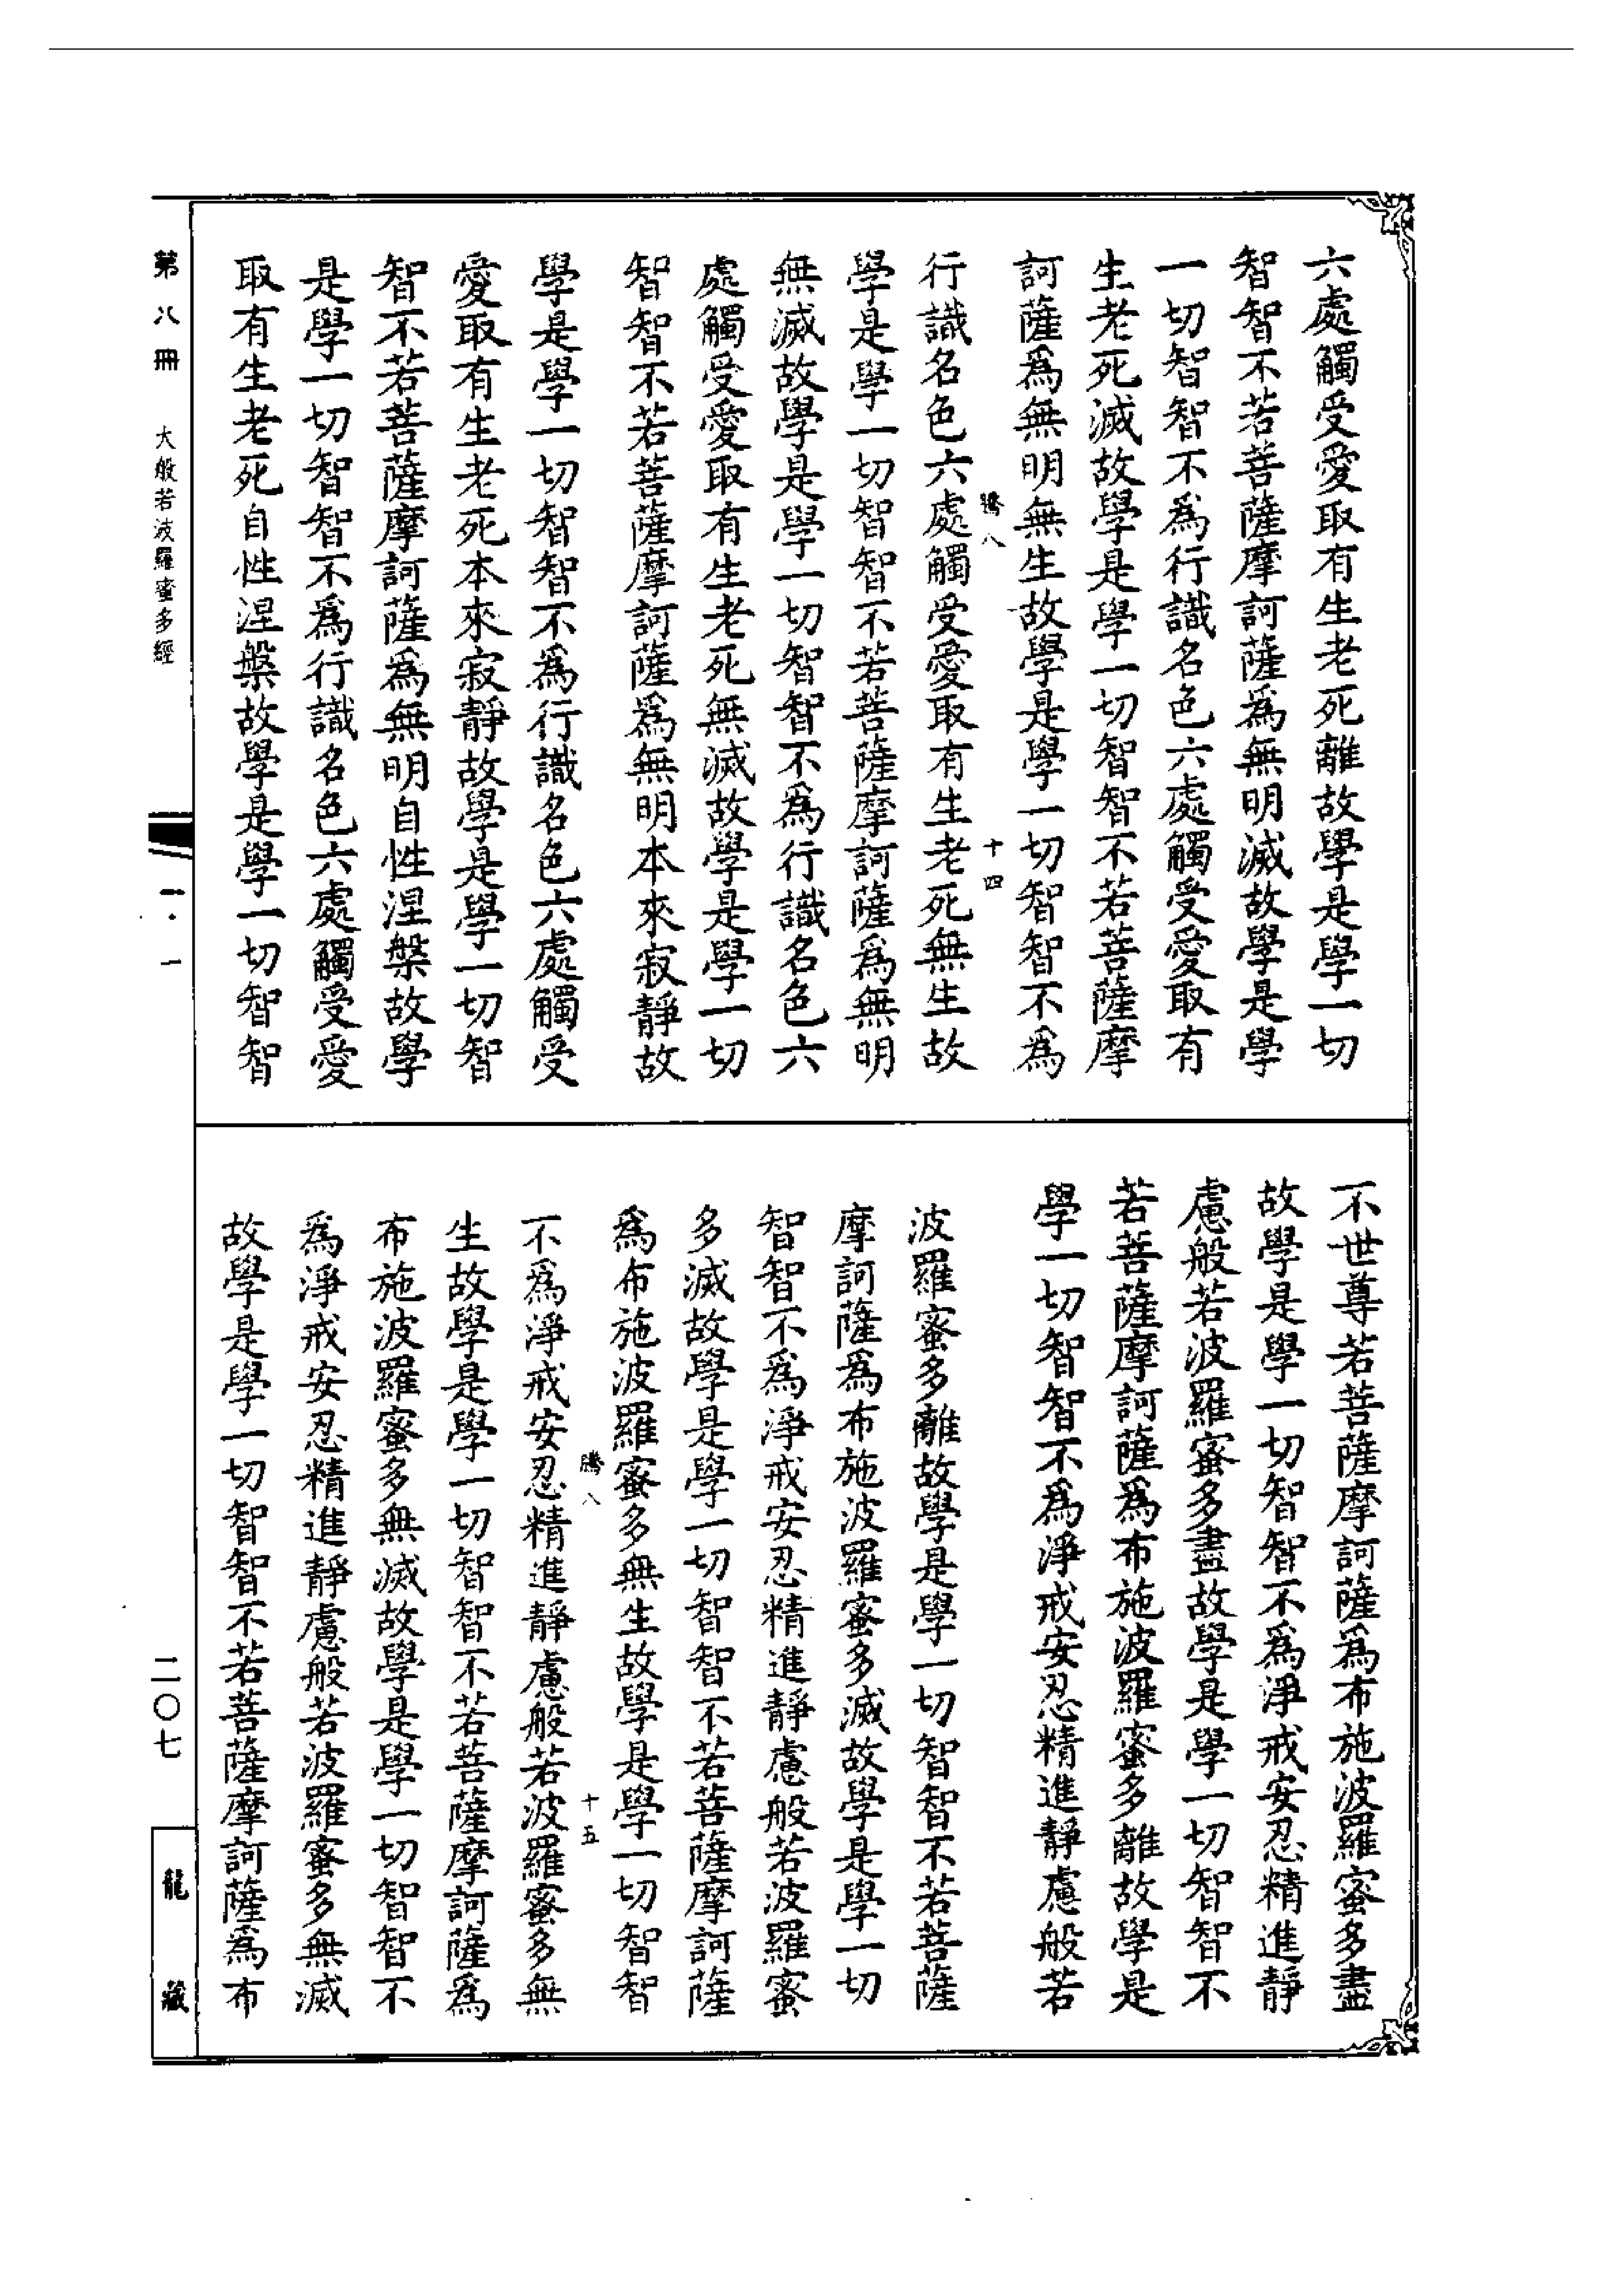 六處觸受愛取有生老死離故學是學一切
智智不若菩薩摩訶薩爲無明滅故學是學
一切智智不爲行識名色六處觸受愛取有
生老死滅故學是學一切智智不若菩薩摩
訶薩爲無明無生故學是學一切智智不爲
騰八 十四
行識名色六處觸受愛取有生老死無生故
學是學一切智智不若菩薩摩訶薩爲無明
無滅故學是學一切智智不爲行識名色六
處觸受愛取有生老死無滅故學是學一切
智智不若菩薩摩訶薩爲無明本來寂靜故
學是學一切智智不爲行識名色六處觸受
愛取有生老死本來寂靜故學是學一切智
智不若菩薩摩訶薩爲無明自性涅槃故學
是學一切智智不爲行識名色六處觸受愛
取有生老死自性涅槃故學是學一切智智
不世尊若菩薩摩訶薩爲布施波羅蜜多盡
故學是學一切智智不爲淨戒安忍精進靜
慮般若波羅蜜多盡故學是學一切智智不
若菩薩摩訶薩爲布施波羅蜜多離故學是
學一切智智不爲淨戒安忍精進靜慮般若
波羅蜜多離故學是學一切智智不若菩薩
摩訶薩爲布施波羅蜜多滅故學是學一切
智智不爲淨戒安忍精進靜慮般若波羅蜜
多滅故學是學一切智智不若菩薩摩訶薩
爲布施波羅蜜多無生故學是學一切智智
騰八 十五
不爲淨戒安忍精進靜慮般若波羅蜜多無
生故學是學一切智智不若菩薩摩訶薩爲
布施波羅蜜多無滅故學是學一切智智不
爲淨戒安忍精進靜慮般若波羅蜜多無滅
故學是學一切智智不若菩薩摩訶薩爲布
第八冊 大般若波羅蜜多經
二〇七
龍藏